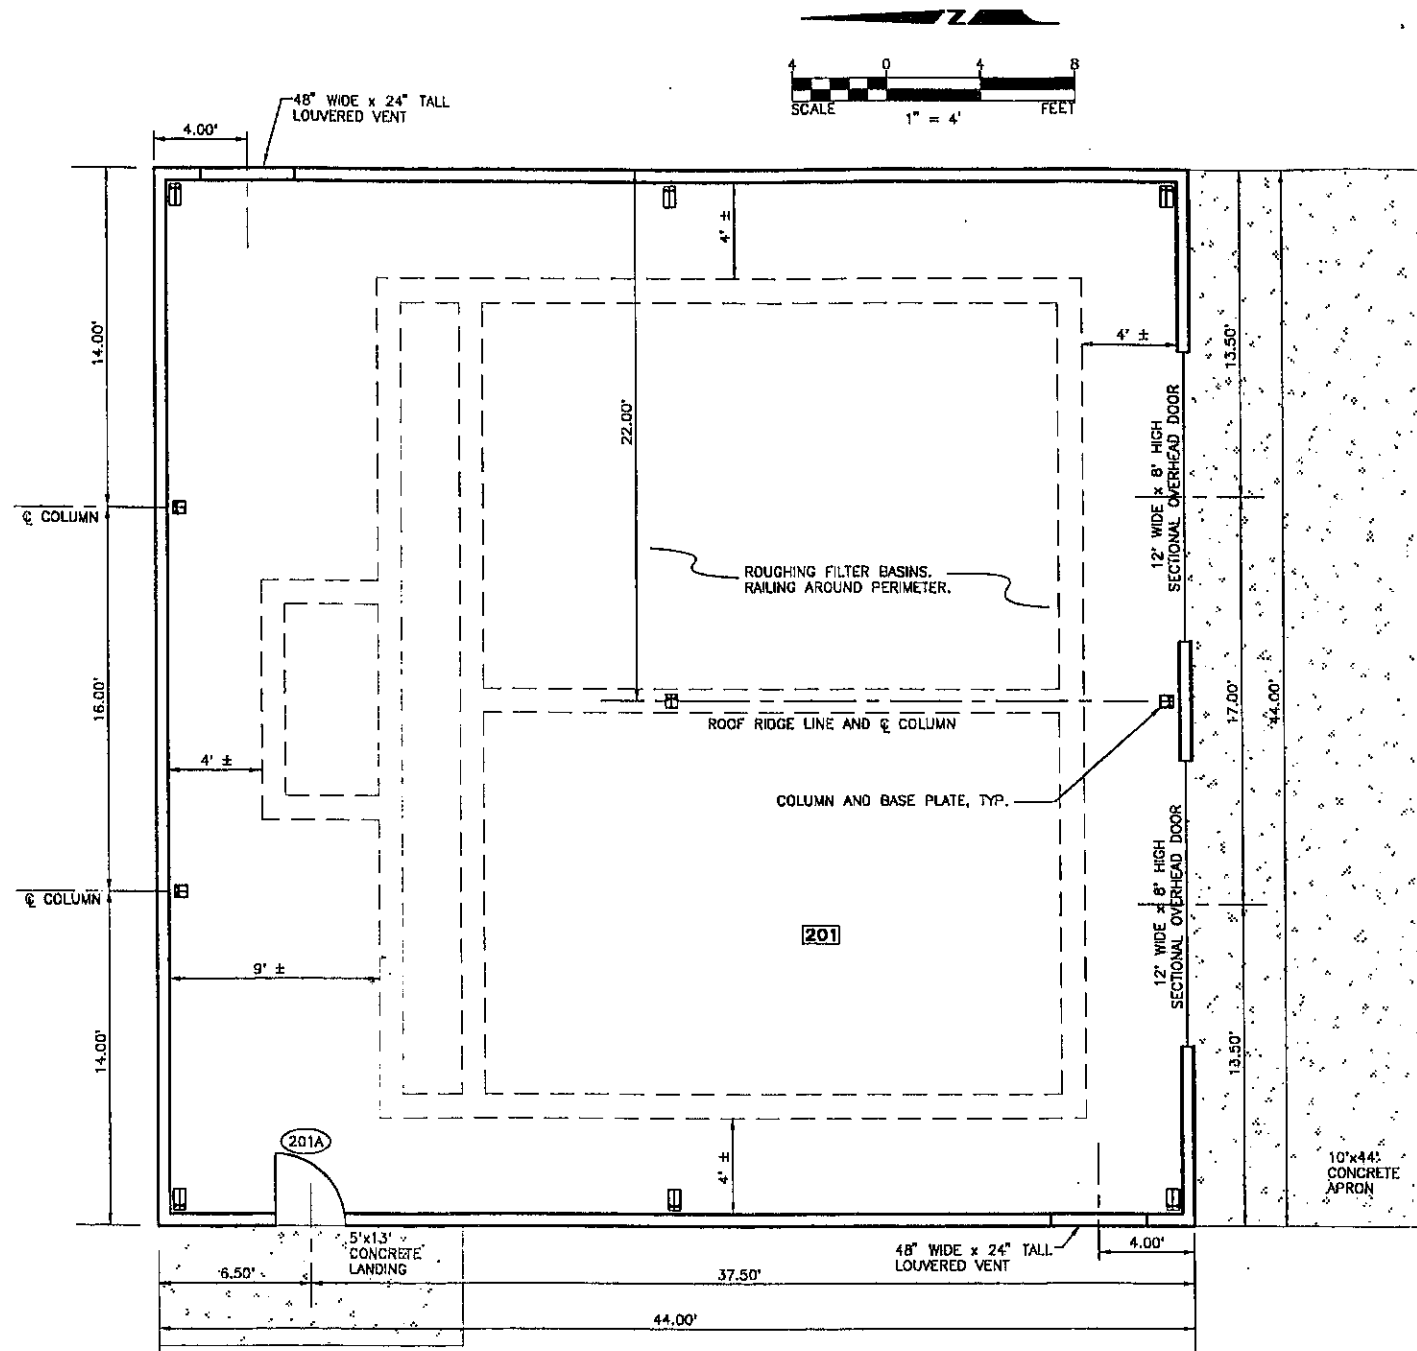 Z
4 0 4 8
SCALE 1" = 4' FEET
48" WIDE x 24" TALL
LOUVERED VENT
4.00'
4' ±
14.00'
22.00'
4' ±
13.50'
12' WIDE x 8' HIGH
SECTIONAL OVERHEAD DOOR
℄ COLUMN
ROUGHING FILTER BASINS.
RAILING AROUND PERIMETER.
16.00'
17.00'
44.00'
ROOF RIDGE LINE AND ℄ COLUMN
4' ±
COLUMN AND BASE PLATE, TYP.
12' WIDE x 8' HIGH
SECTIONAL OVERHEAD DOOR
℄ COLUMN
201
9' ±
14.00'
13.50'
201A
4' ±
10'x44'
CONCRETE
APRON
5'x13'
CONCRETE
LANDING
48" WIDE x 24" TALL
LOUVERED VENT
4.00'
6.50'
37.50'
44.00'